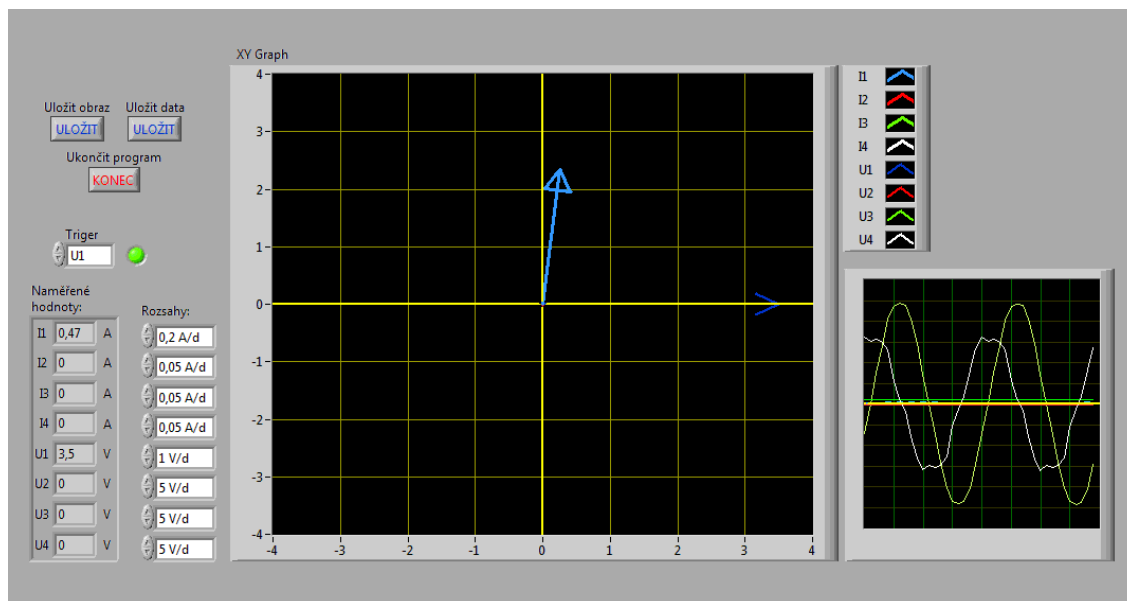 XY Graph
Uložit obraz Uložit data
ULOŽIT ULOŽIT
Ukončit program
KONEC
Triger
U1
Naměřené
hodnoty:
Rozsahy:
I1 0,47 A 0,2 A/d
I2 0 A 0,05 A/d
I3 0 A 0,05 A/d
I4 0 A 0,05 A/d
U1 3,5 V 1 V/d
U2 0 V 5 V/d
U3 0 V 5 V/d
U4 0 V 5 V/d
4
3
2
1
0
-1
-2
-3
-4
-4 -3 -2 -1 0 1 2 3 4
I1
I2
I3
I4
U1
U2
U3
U4